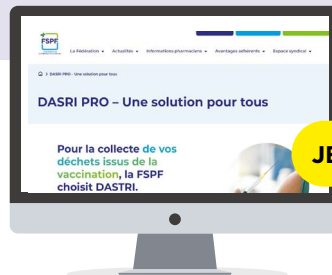 FSPF
La Fédération Actualités Informations pharmaciens Avantages adhérents Espace syndical
> DASRI PRO - Une solution pour tous
DASRI PRO – Une solution pour tous
Pour la collecte de vos
déchets issus de la
vaccination, la FSPF
choisit DASTRI.
JE